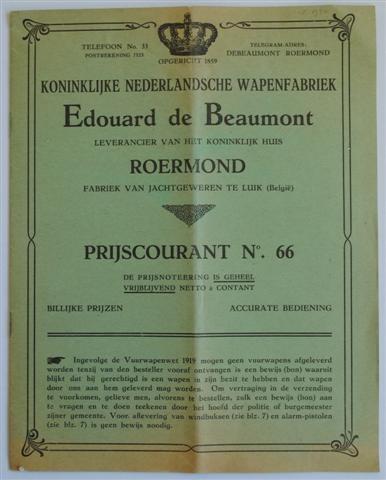 TELEFOON No. 33
POSTREKENING 7523
OPGERICHT 1859
TELEGRAM-ADRES:
DEBEAUMONT ROERMOND
KONINKLIJKE NEDERLANDSCHE WAPENFABRIEK
Edouard de Beaumont
LEVERANCIER VAN HET KONINKLIJK HUIS
ROERMOND
FABRIEK VAN JACHTGEWEREN TE LUIK (België)
PRIJSCOURANT No. 66
DE PRIJSNOTEERING IS GEHEEL
VRIJBLIJVEND NETTO à CONTANT
BILLIJKE PRIJZEN
ACCURATE BEDIENING
Ingevolge de Vuurwapenwet 1919 mogen geen vuurwapens afgeleverd
worden tenzij van den besteller vooraf ontvangen is een bewijs (bon) waaruit
blijkt dat hij gerechtigd is een wapen in zijn bezit te hebben en dat wapen
door ons aan hem geleverd mag worden. Om vertraging in de verzending
te voorkomen, gelieve men, alvorens te bestellen, zulk een bewijs (bon) aan
te vragen en te doen teekenen door het hoofd der politie of burgemeester
zijner gemeente. Voor aflevering van windbuksen (zie blz. 7) en alarm-pistolen
(zie blz. 7) is geen bewijs noodig.